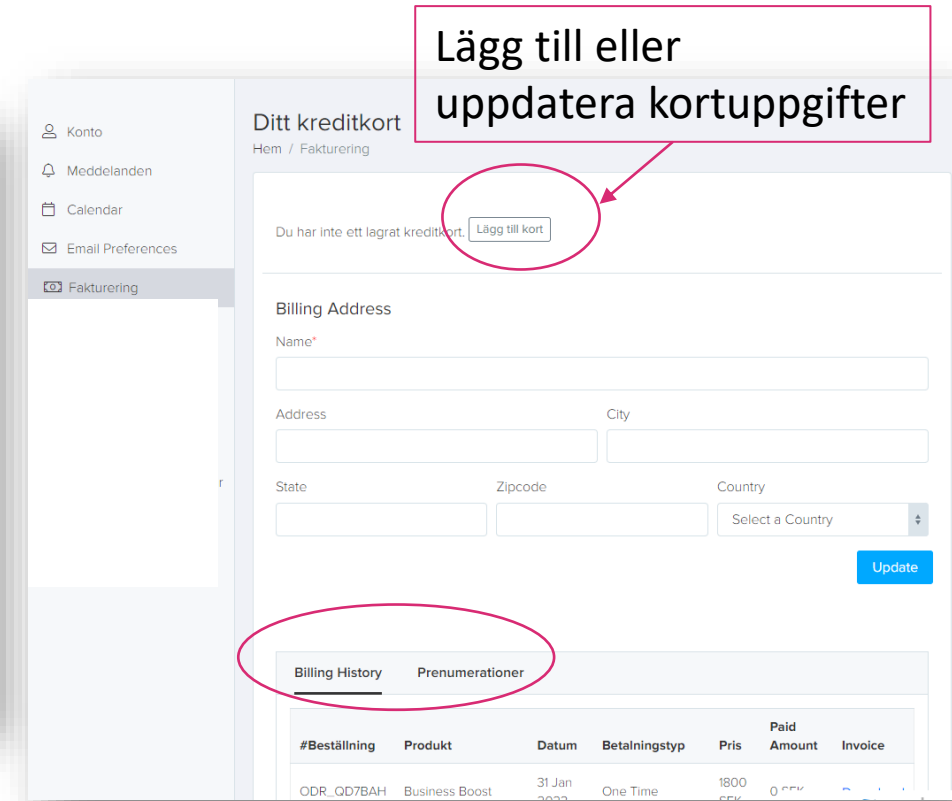 Lägg till eller
uppdatera kortuppgifter
Konto
Meddelanden
Calendar
Email Preferences
Fakturering
r
Ditt kreditkort
Hem / Fakturering
Du har inte ett lagrat kreditkort. Lägg till kort
Billing Address
Name*
Address City
State Zipcode Country
Select a Country
Update
Billing History Prenumerationer
#Beställning Produkt Datum Betalningstyp Pris Paid Amount Invoice
ODR_QD7BAH Business Boost 31 Jan One Time 1800 0 SEK